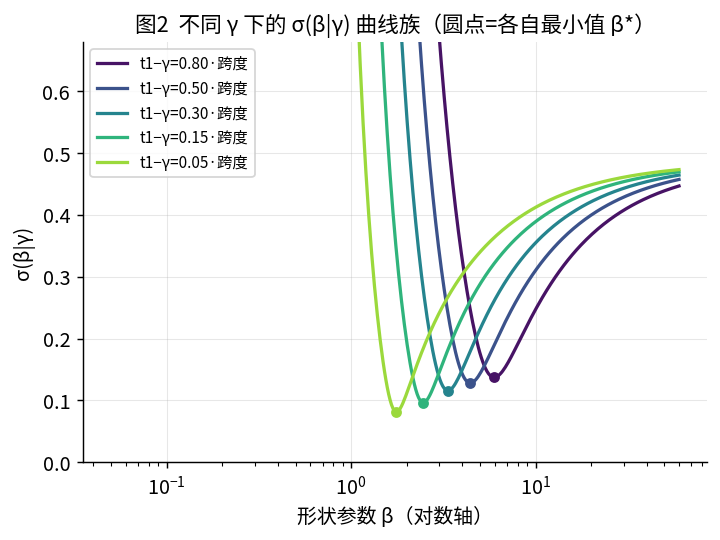 图2  不同 γ 下的 σ(β|γ) 曲线族（圆点=各自最小值 β*）
t1−γ=0.80·跨度
t1−γ=0.50·跨度
t1−γ=0.30·跨度
t1−γ=0.15·跨度
t1−γ=0.05·跨度
σ(β|γ)
0.6
0.5
0.4
0.3
0.2
0.1
0.0
10⁻¹
10⁰
10¹
形状参数 β（对数轴）